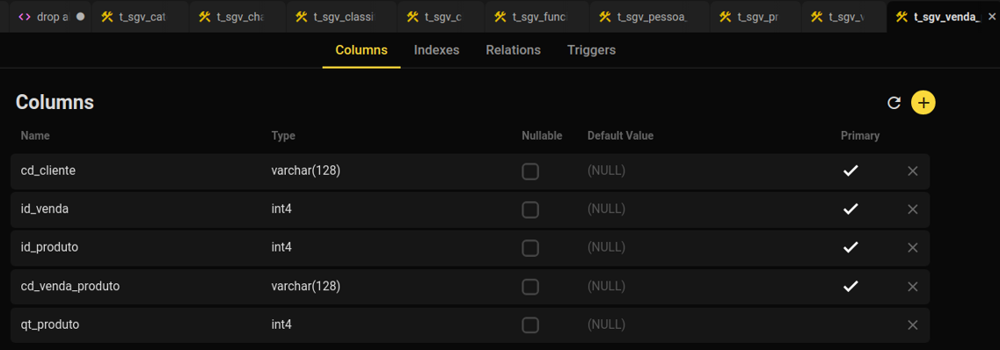 drop a t_sgv_cat t_sgv_cha t_sgv_classi t_sgv_c t_sgv_func t_sgv_pessoa_ t_sgv_pr t_sgv_v t_sgv_venda_
Columns Indexes Relations Triggers
Columns
Name Type Nullable Default Value Primary
cd_cliente varchar(128) (NULL)
id_venda int4 (NULL)
id_produto int4 (NULL)
cd_venda_produto varchar(128) (NULL)
qt_produto int4 (NULL)